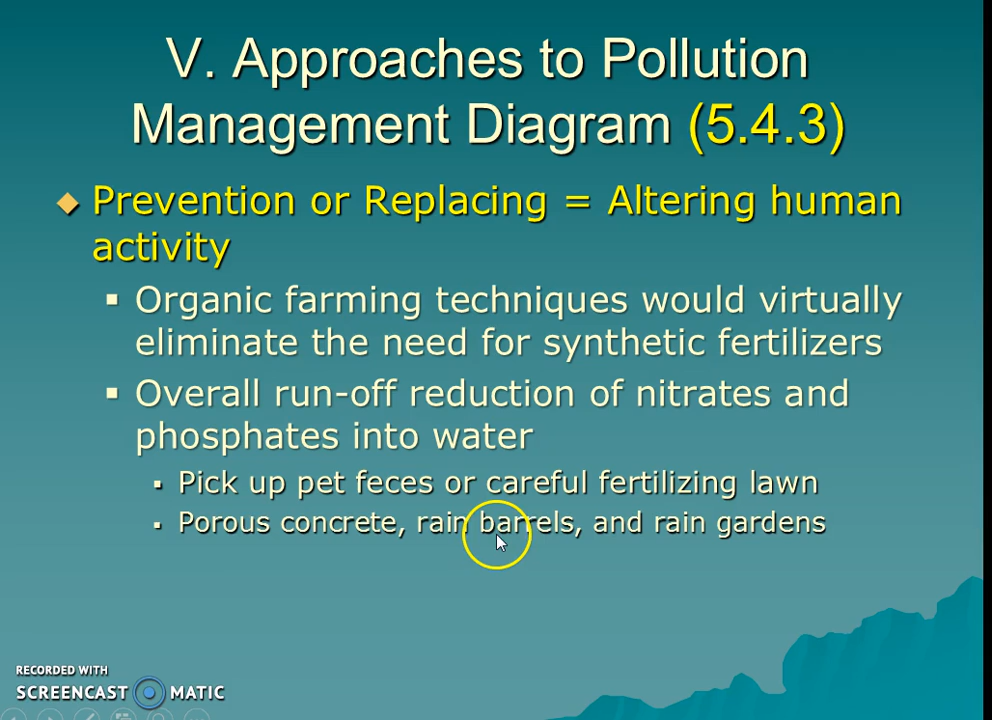 V. Approaches to Pollution
Management Diagram (5.4.3)
Prevention or Replacing = Altering human
activity
Organic farming techniques would virtually
eliminate the need for synthetic fertilizers
Overall run-off reduction of nitrates and
phosphates into water
Pick up pet feces or careful fertilizing lawn
Porous concrete, rain barrels, and rain gardens
RECORDED WITH
SCREENCAST MATIC